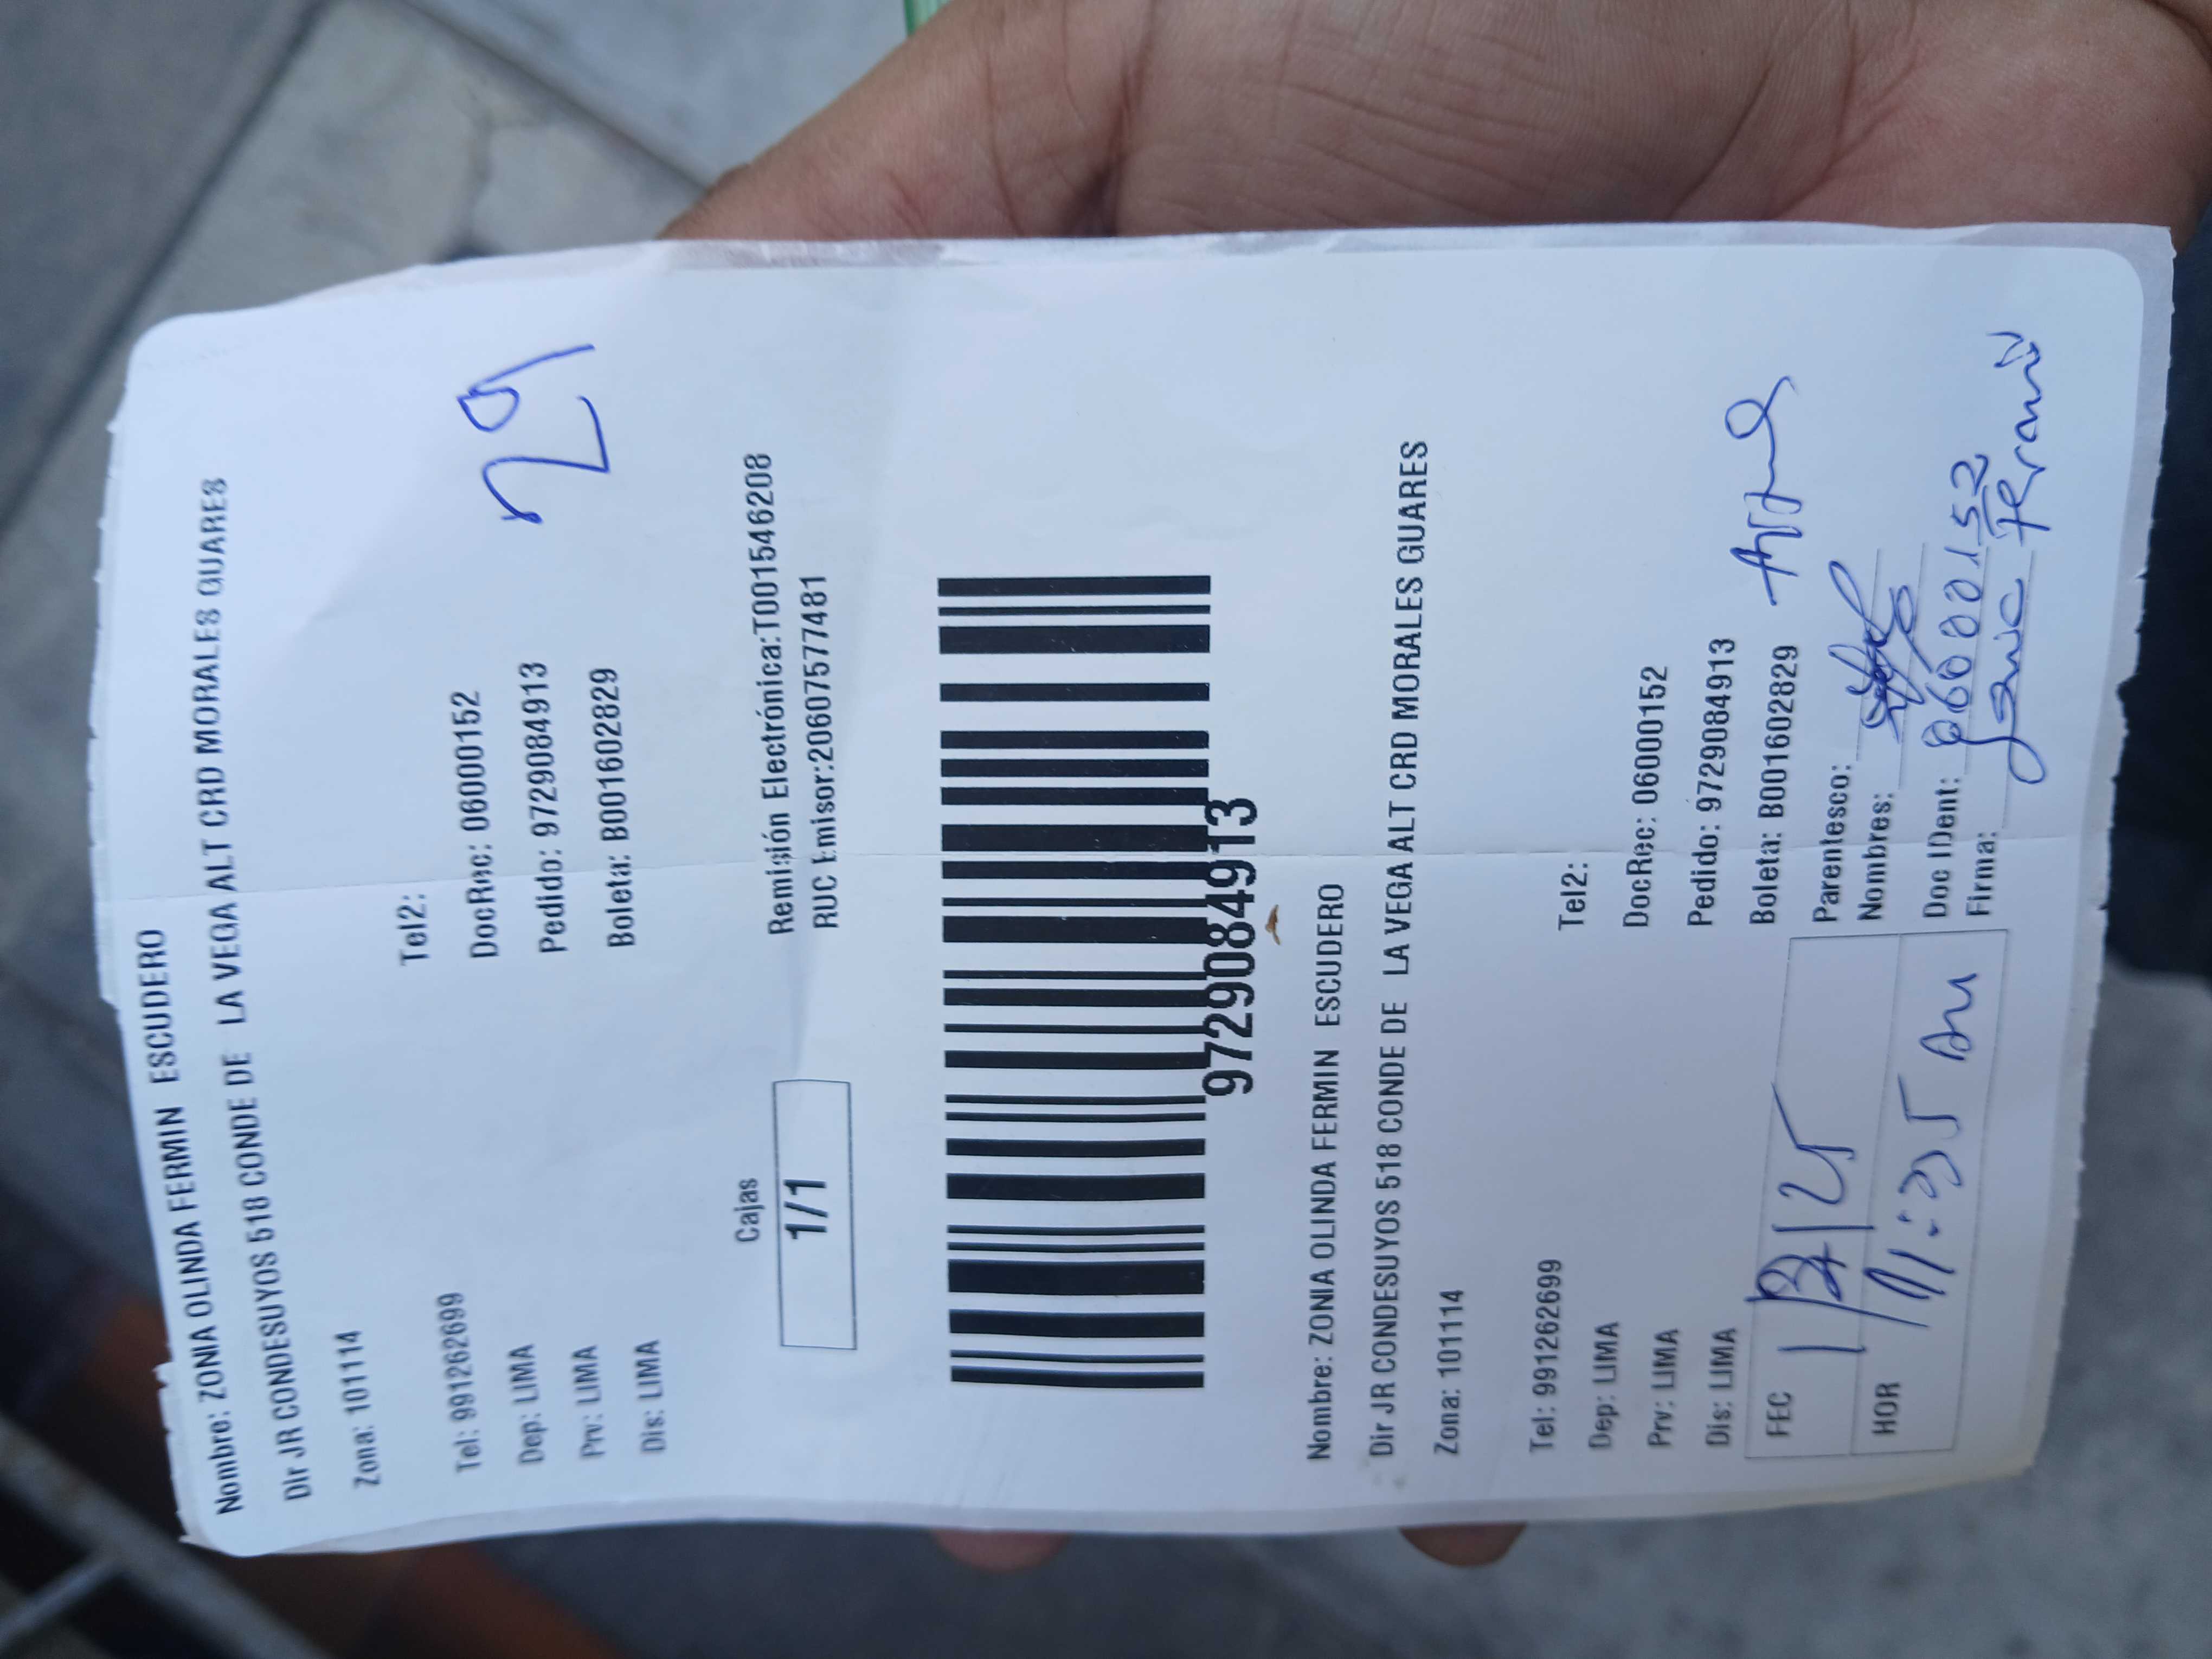 Nombre: ZONIA OLINDA FERMIN ESCUDERO
Dir JR CONDESUYOS 518 CONDE DE LA VEGA ALT CRD MORALES GUARES
Zona: 101114
Tel: 991262699 Tel2:
Dep: LIMA DocRec: 06000152
Prv: LIMA Pedido: 9729084913
Dis: LIMA Boleta: B001602829
29
Cajas
1/1
Remisión Electrónica:T001546208
RUC Emisor:20607577481
9729084913
Nombre: ZONIA OLINDA FERMIN ESCUDERO
Dir JR CONDESUYOS 518 CONDE DE LA VEGA ALT CRD MORALES GUARES
Zona: 101114
Tel: 991262699 Tel2:
Dep: LIMA DocRec: 06000152
Prv: LIMA Pedido: 9729084913
Dis: LIMA Boleta: B001602829
FEC
Parentesco:
Nombres:
HOR 11:35 AM
Doc IDent: 06000152
Firma: